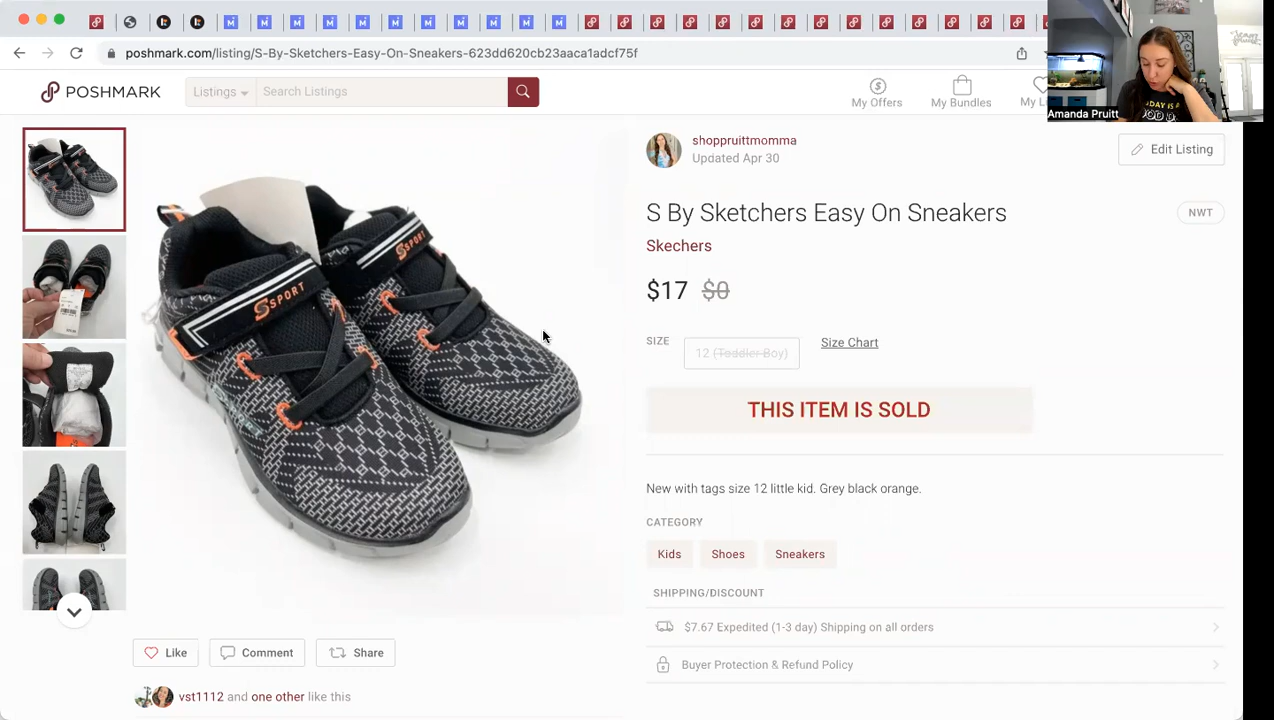 poshmark.com/listing/S-By-Sketchers-Easy-On-Sneakers-623dd620cb23aaca1adcf75f
POSHMARK
Listings
Search Listings
My Offers
My Bundles
Amanda Pruitt
shoppruittmomma
Updated Apr 30
Edit Listing
S By Sketchers Easy On Sneakers
NWT
Skechers
$17 $0
SIZE
12 (Toddler Boy)
Size Chart
THIS ITEM IS SOLD
New with tags size 12 little kid. Grey black orange.
CATEGORY
Kids
Shoes
Sneakers
SHIPPING/DISCOUNT
$7.67 Expedited (1-3 day) Shipping on all orders
Buyer Protection & Refund Policy
SPORT
SPORT
Like
Comment
Share
vst1112 and one other like this